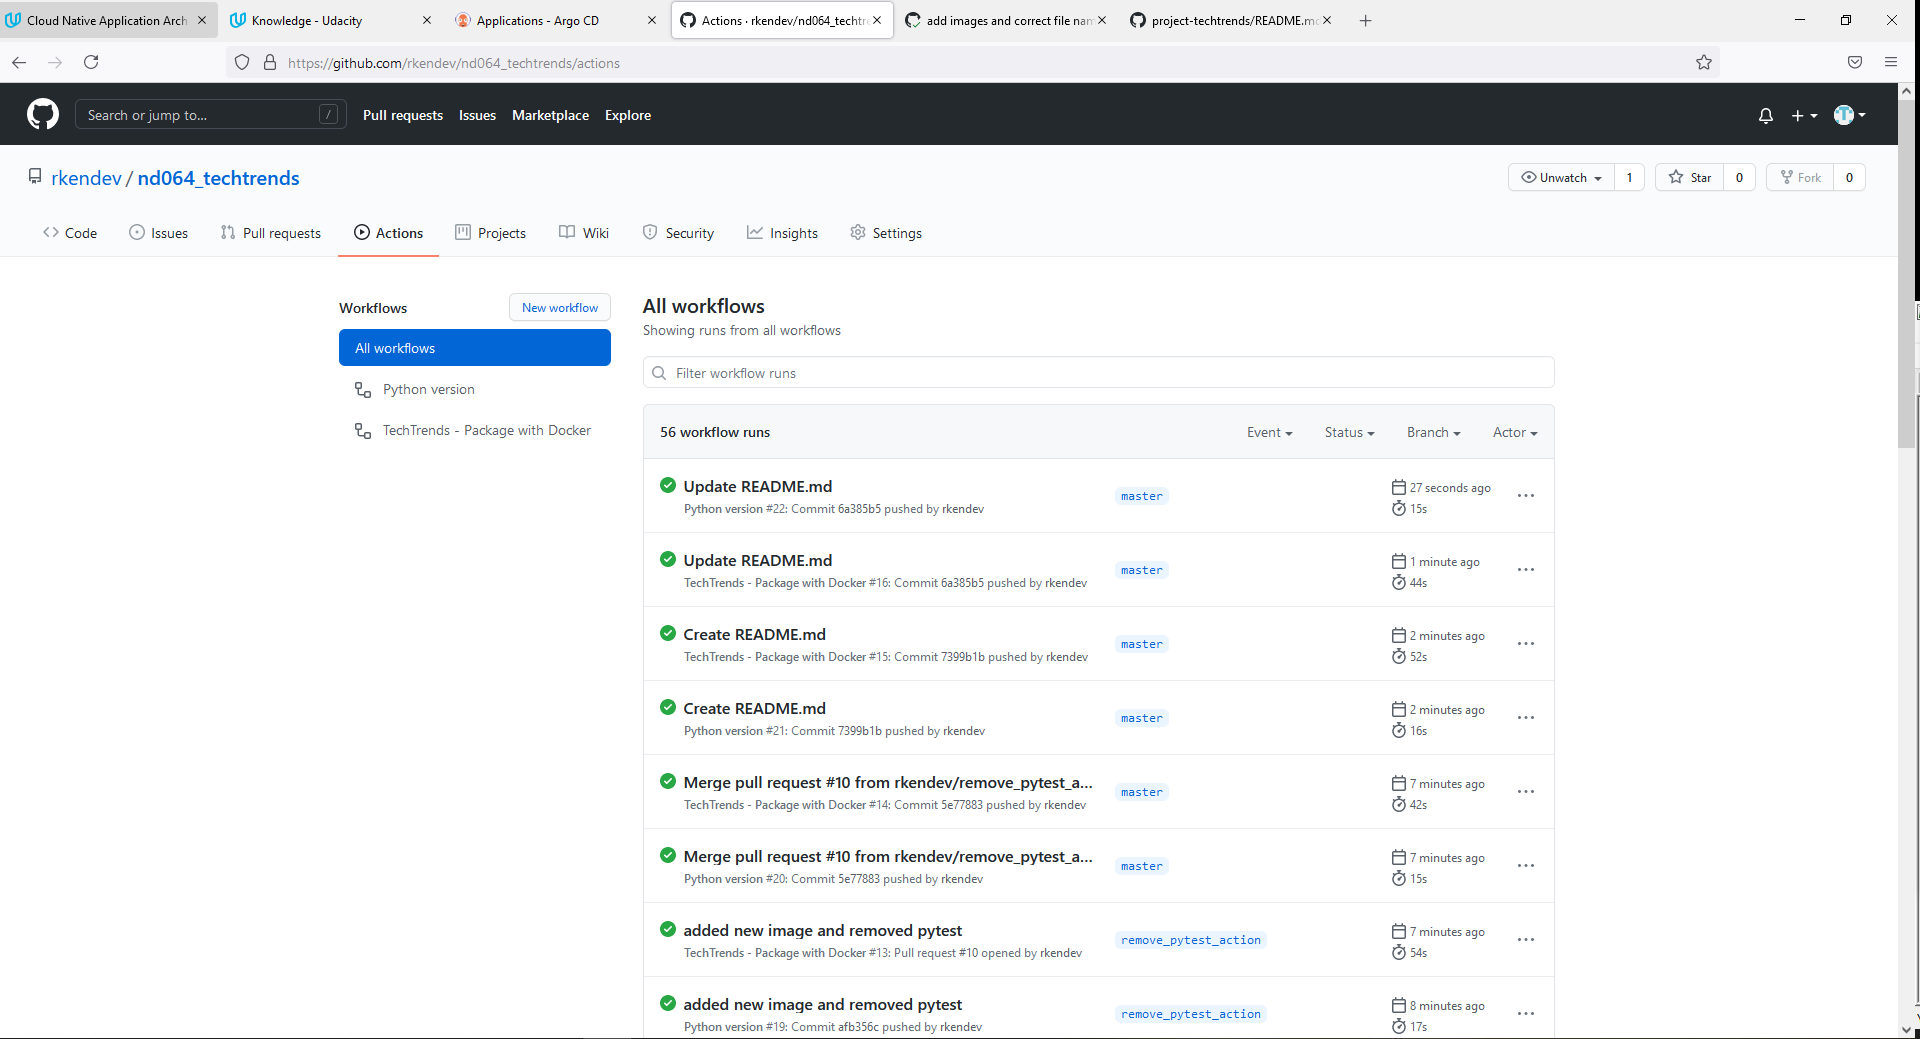 Cloud Native Application Arch
Knowledge - Udacity
Applications - Argo CD
Actions · rkendev/nd064_techtre
add images and correct file nam
project-techtrends/README.md
https://github.com/rkendev/nd064_techtrends/actions
Search or jump to...
/
Pull requests
Issues
Marketplace
Explore
rkendev / nd064_techtrends
Unwatch 1
Star 0
Fork 0
Code
Issues
Pull requests
Actions
Projects
Wiki
Security
Insights
Settings
Workflows
New workflow
All workflows
Python version
TechTrends - Package with Docker
All workflows
Showing runs from all workflows
Filter workflow runs
56 workflow runs
Event
Status
Branch
Actor
Update README.md
Python version #22: Commit 6a385b5 pushed by rkendev
master
27 seconds ago
15s
Update README.md
TechTrends - Package with Docker #16: Commit 6a385b5 pushed by rkendev
master
1 minute ago
44s
Create README.md
TechTrends - Package with Docker #15: Commit 7399b1b pushed by rkendev
master
2 minutes ago
52s
Create README.md
Python version #21: Commit 7399b1b pushed by rkendev
master
2 minutes ago
16s
Merge pull request #10 from rkendev/remove_pytest_a...
TechTrends - Package with Docker #14: Commit 5e77883 pushed by rkendev
master
7 minutes ago
42s
Merge pull request #10 from rkendev/remove_pytest_a...
Python version #20: Commit 5e77883 pushed by rkendev
master
7 minutes ago
15s
added new image and removed pytest
TechTrends - Package with Docker #13: Pull request #10 opened by rkendev
remove_pytest_action
7 minutes ago
54s
added new image and removed pytest
Python version #19: Commit afb356c pushed by rkendev
remove_pytest_action
8 minutes ago
17s